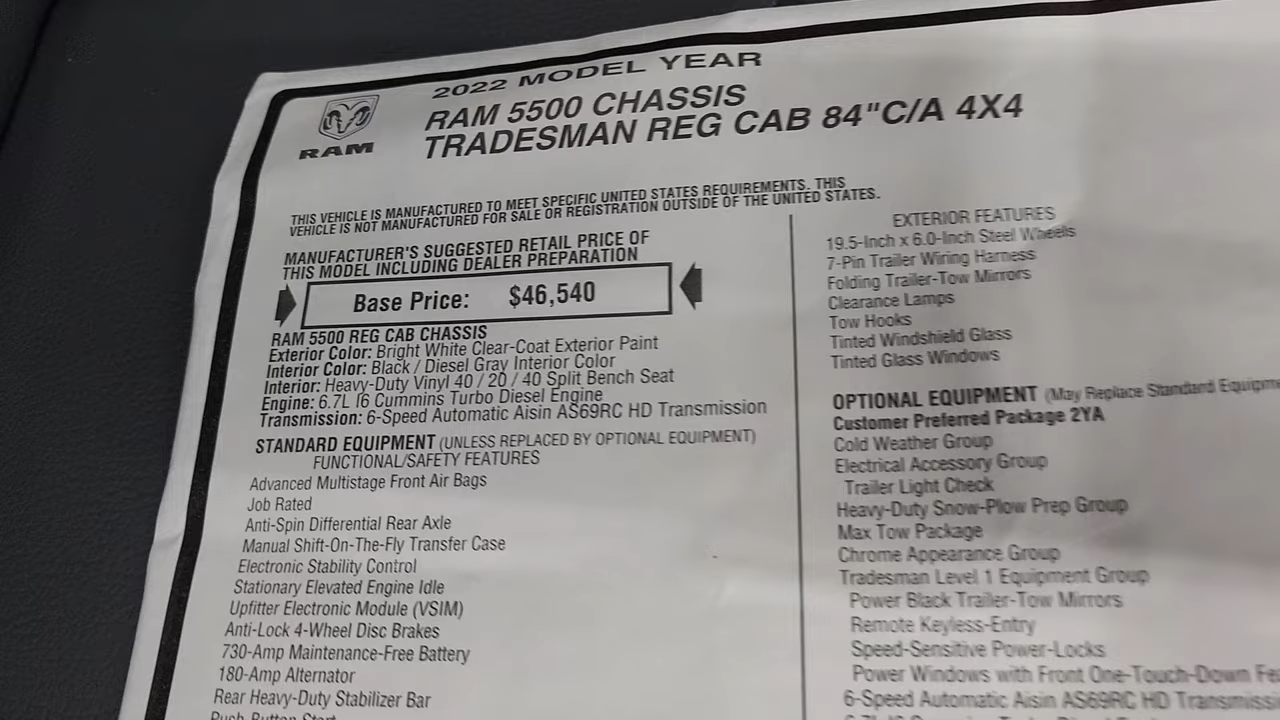 2022 MODEL YEAR
RAM 5500 CHASSIS
TRADESMAN REG CAB 84"C/A 4X4
RAM
THIS VEHICLE IS MANUFACTURED TO MEET SPECIFIC UNITED STATES REQUIREMENTS. THIS
VEHICLE IS NOT MANUFACTURED FOR SALE OR REGISTRATION OUTSIDE OF THE UNITED STATES.
MANUFACTURER'S SUGGESTED RETAIL PRICE OF
THIS MODEL INCLUDING DEALER PREPARATION
Base Price: $46,540
RAM 5500 REG CAB CHASSIS
Exterior Color: Bright White Clear-Coat Exterior Paint
Interior Color: Black / Diesel Gray Interior Color
Interior: Heavy-Duty Vinyl 40 / 20 / 40 Split Bench Seat
Engine: 6.7L I6 Cummins Turbo Diesel Engine
Transmission: 6-Speed Automatic Aisin AS69RC HD Transmission
STANDARD EQUIPMENT (UNLESS REPLACED BY OPTIONAL EQUIPMENT)
FUNCTIONAL/SAFETY FEATURES
Advanced Multistage Front Air Bags
Job Rated
Anti-Spin Differential Rear Axle
Manual Shift-On-The-Fly Transfer Case
Electronic Stability Control
Stationary Elevated Engine Idle
Upfitter Electronic Module (VSIM)
Anti-Lock 4-Wheel Disc Brakes
730-Amp Maintenance-Free Battery
180-Amp Alternator
Rear Heavy-Duty Stabilizer Bar
Push Button Start
EXTERIOR FEATURES
19.5-Inch x 6.0-Inch Steel Wheels
7-Pin Trailer Wiring Harness
Folding Trailer-Tow Mirrors
Clearance Lamps
Tow Hooks
Tinted Windshield Glass
Tinted Glass Windows
OPTIONAL EQUIPMENT (May Replace Standard Equipm
Customer Preferred Package 2YA
Cold Weather Group
Electrical Accessory Group
Trailer Light Check
Heavy-Duty Snow-Plow Prep Group
Max Tow Package
Chrome Appearance Group
Tradesman Level 1 Equipment Group
Power Black Trailer-Tow Mirrors
Remote Keyless-Entry
Speed-Sensitive Power-Locks
Power Windows with Front One-Touch-Down Fe
6-Speed Automatic Aisin AS69RC HD Transmissi